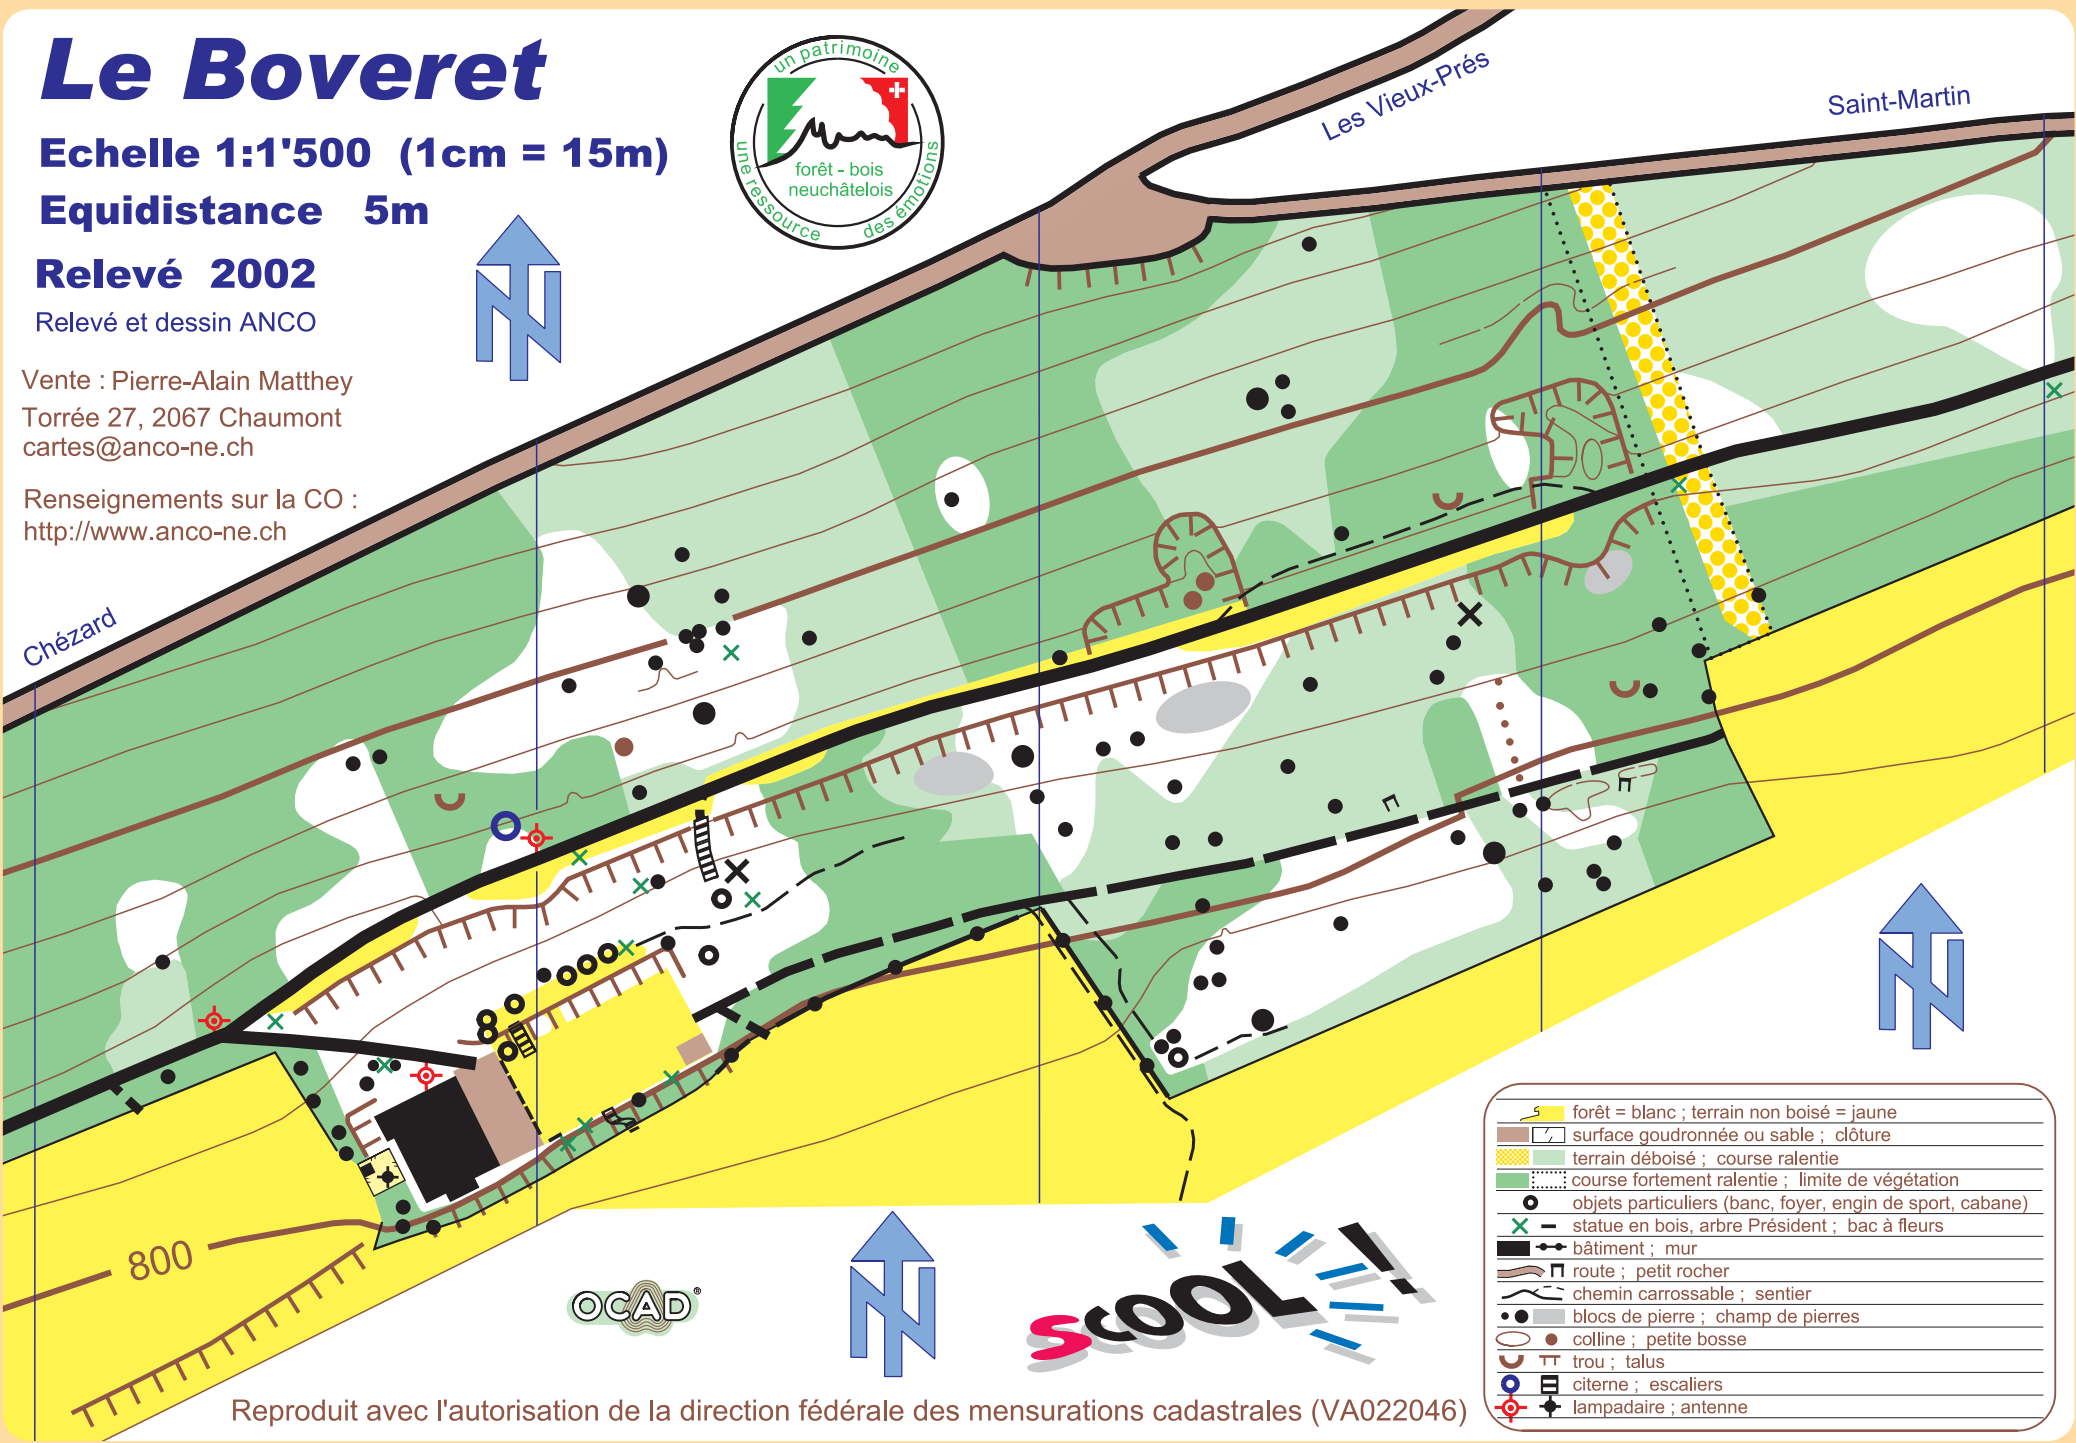 Le Boveret
Echelle 1:1'500 (1cm = 15m)
Equidistance 5m
Relevé 2002
Relevé et dessin ANCO
Vente : Pierre-Alain Matthey
Torrée 27, 2067 Chaumont
cartes@anco-ne.ch
Renseignements sur la CO :
http://www.anco-ne.ch
un patrimoine
une ressource
des émotions
forêt - bois
neuchâtelois
Les Vieux-Prés
Saint-Martin
Chézard
N
N
N
800
OCAD®
sCOOL!!
forêt = blanc ; terrain non boisé = jaune
surface goudronnée ou sable ; clôture
terrain déboisé ; course ralentie
course fortement ralentie ; limite de végétation
objets particuliers (banc, foyer, engin de sport, cabane)
statue en bois, arbre Président ; bac à fleurs
bâtiment ; mur
route ; petit rocher
chemin carrossable ; sentier
blocs de pierre ; champ de pierres
colline ; petite bosse
trou ; talus
citerne ; escaliers
lampadaire ; antenne
Reproduit avec l'autorisation de la direction fédérale des mensurations cadastrales (VA022046)